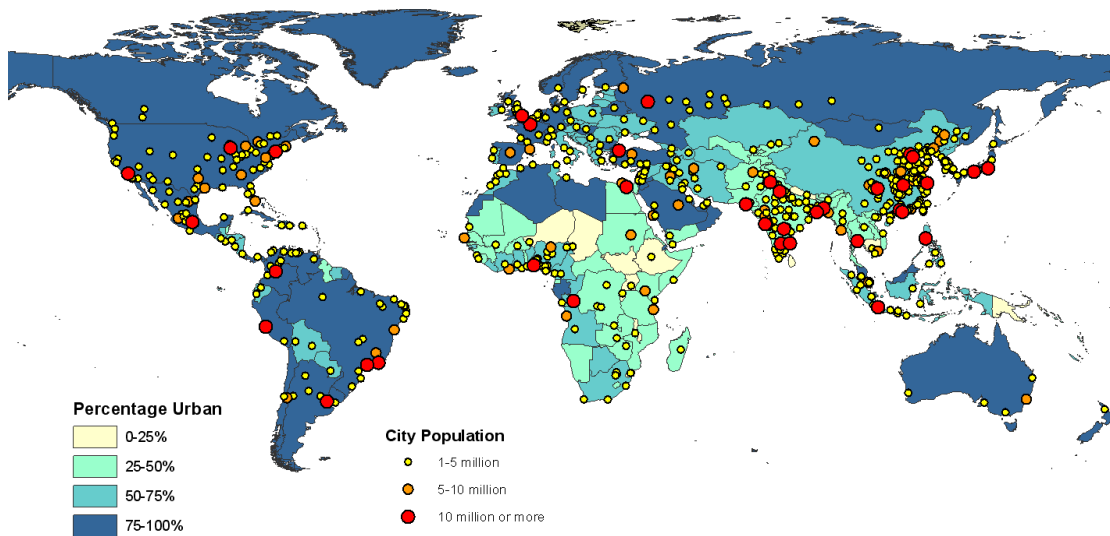 Percentage Urban
0-25%
25-50%
50-75%
75-100%
City Population
1-5 million
5-10 million
10 million or more